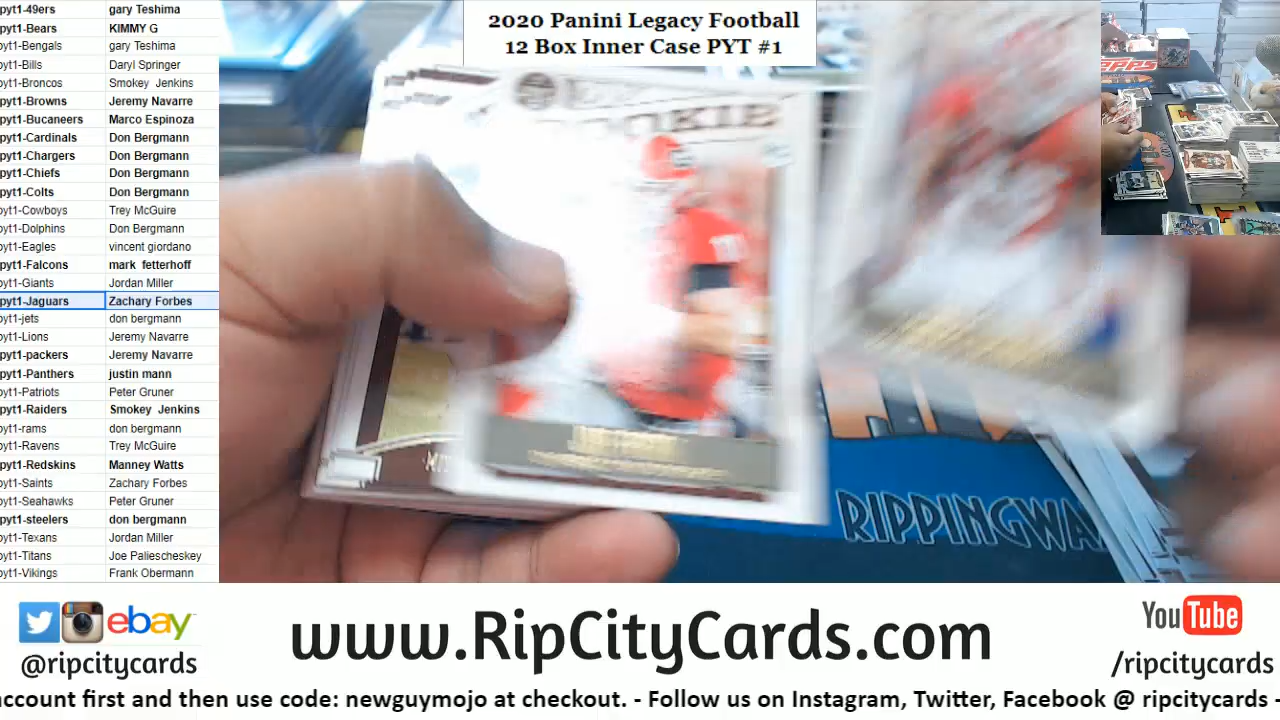 2020 Panini Legacy Football
12 Box Inner Case PYT #1
pyt1-49ers gary Teshima
pyt1-Bears KIMMY G
pyt1-Bengals gary Teshima
pyt1-Bills Daryl Springer
pyt1-Broncos Smokey Jenkins
pyt1-Browns Jeremy Navarre
pyt1-Bucaneers Marco Espinoza
pyt1-Cardinals Don Bergmann
pyt1-Chargers Don Bergmann
pyt1-Chiefs Don Bergmann
pyt1-Colts Don Bergmann
pyt1-Cowboys Trey McGuire
pyt1-Dolphins Don Bergmann
pyt1-Eagles vincent giordano
pyt1-Falcons mark fetterhoff
pyt1-Giants Jordan Miller
pyt1-Jaguars Zachary Forbes
pyt1-jets don bergmann
pyt1-Lions Jeremy Navarre
pyt1-packers Jeremy Navarre
pyt1-Panthers justin mann
pyt1-Patriots Peter Gruner
pyt1-Raiders Smokey Jenkins
pyt1-rams don bergmann
pyt1-Ravens Trey McGuire
pyt1-Redskins Manney Watts
pyt1-Saints Zachary Forbes
pyt1-Seahawks Peter Gruner
pyt1-steelers don bergmann
pyt1-Texans Jordan Miller
pyt1-Titans Joe Paliescheskey
pyt1-Vikings Frank Obermann
RIPPINGWA
ebay
@ripcitycards
www.RipCityCards.com
YouTube
/ripcitycards
account first and then use code: newguymojo at checkout. - Follow us on Instagram, Twitter, Facebook @ ripcitycards -